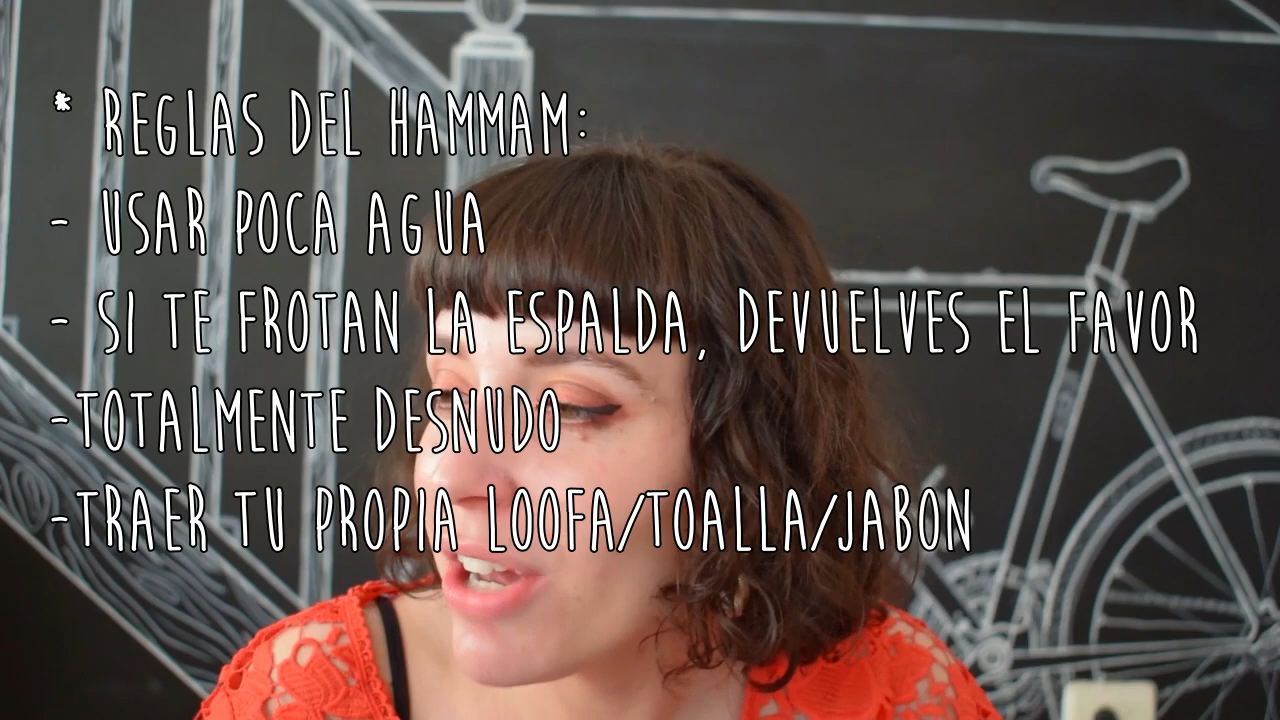 * REGLAS DEL HAMMAM:
- USAR POCA AGUA
- SI TE FROTAN LA ESPALDA, DEVUELVES EL FAVOR
-TOTALMENTE DESNUDO
-TRAER TU PROPIA LOOFA/TOALLA/JABON